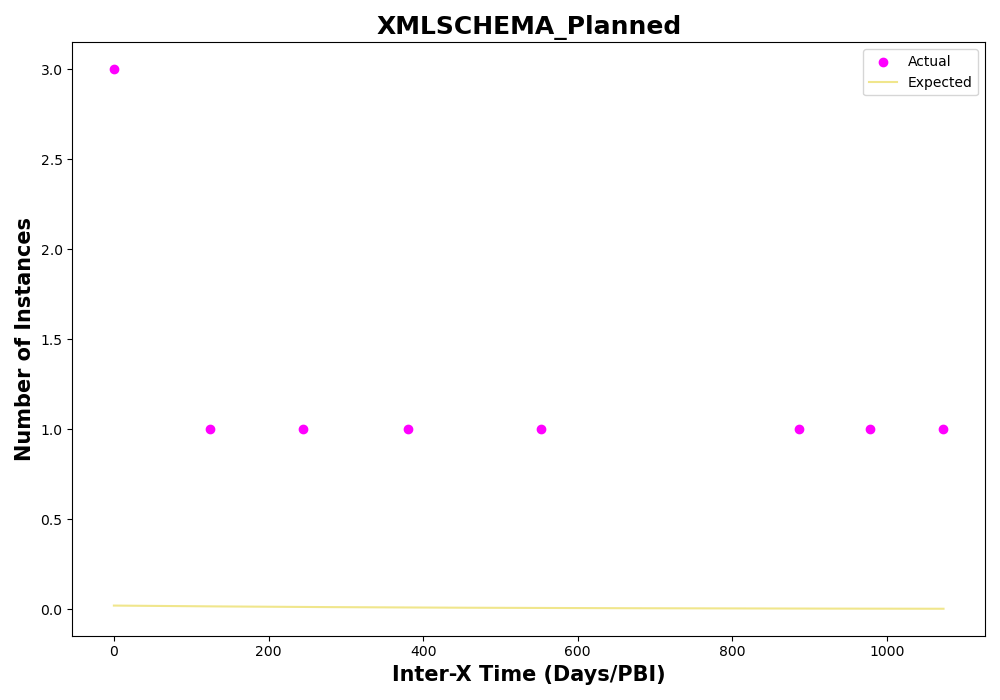 XMLSCHEMA_Planned
Actual
Expected
3.0
2.5
2.0
1.5
1.0
0.5
0.0
Number of Instances
0 200 400 600 800 1000
Inter-X Time (Days/PBI)